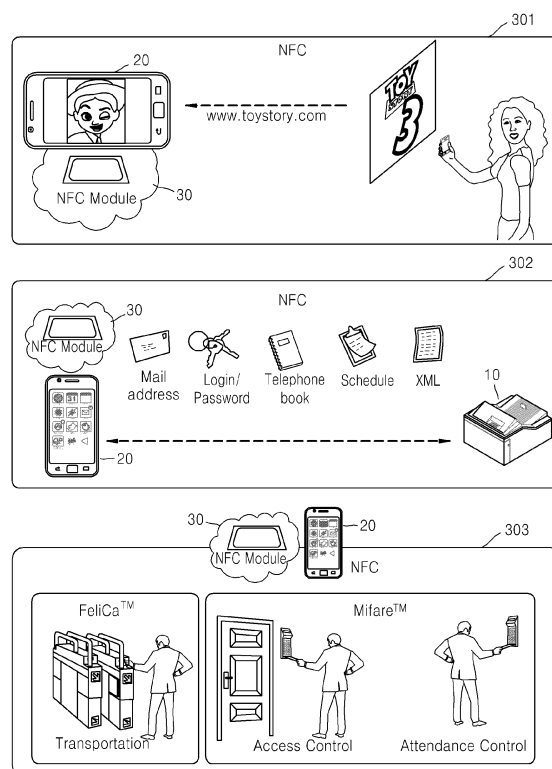 301
NFC
20
www.toystory.com
TOY
3
NFC Module
30
302
NFC
30
NFC Module
Mail
address
Login/
Password
Telephone
book
Schedule
XML
10
20
30
20
303
NFC Module
NFC
FeliCa™
Mifare™
Transportation
Access Control
Attendance Control